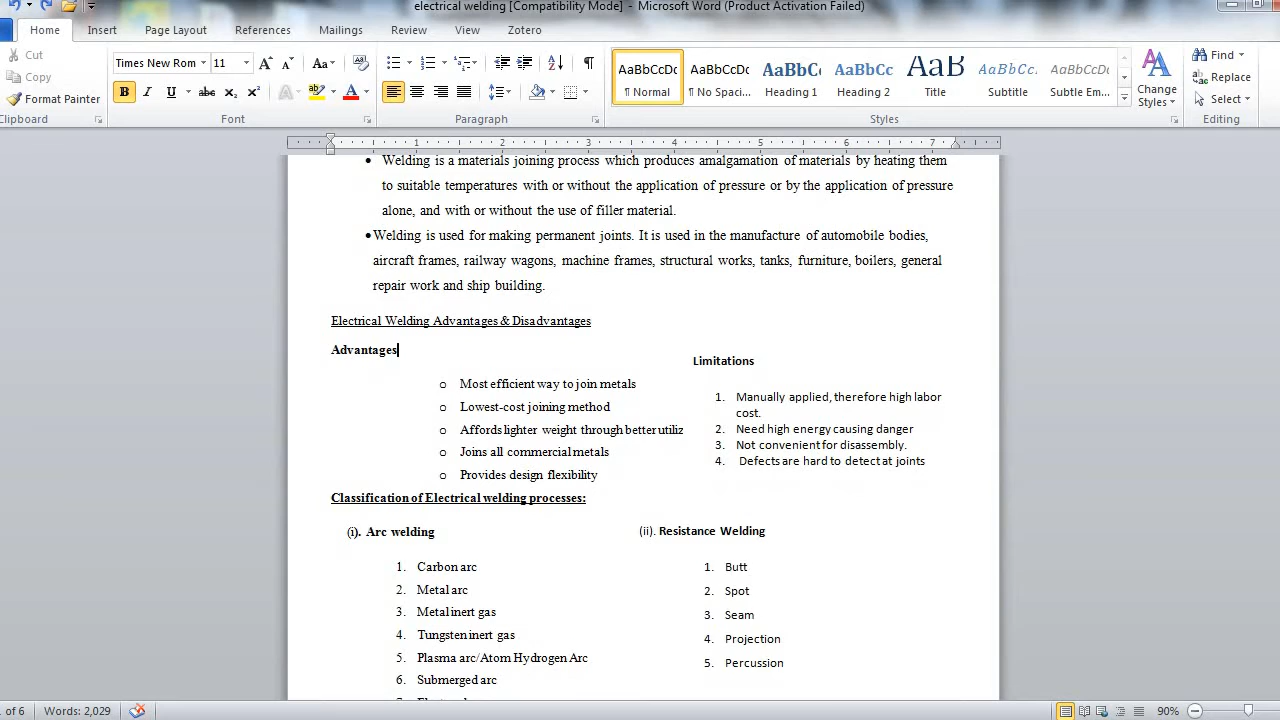 electrical welding [Compatibility Mode] - Microsoft Word (Product Activation Failed)
Home Insert Page Layout References Mailings Review View Zotero
Cut
Copy
Format Painter
Clipboard
Times New Rom 11
Font
Paragraph
AaBbCcDc AaBbCcDc AaBbC AaBbCc AaB AaBbCc. AaBbCcDc
¶ Normal ¶ No Spaci... Heading 1 Heading 2 Title Subtitle Subtle Em...
Change Styles
Styles
Find
Replace
Select
Editing
1 2 3 4 5 6 7
• Welding is a materials joining process which produces amalgamation of materials by heating them
to suitable temperatures with or without the application of pressure or by the application of pressure
alone, and with or without the use of filler material.
• Welding is used for making permanent joints. It is used in the manufacture of automobile bodies,
aircraft frames, railway wagons, machine frames, structural works, tanks, furniture, boilers, general
repair work and ship building.
Electrical Welding Advantages & Disadvantages
Advantages
o Most efficient way to join metals
o Lowest-cost joining method
o Affords lighter weight through better utiliz
o Joins all commercial metals
o Provides design flexibility
Limitations
1. Manually applied, therefore high labor
cost.
2. Need high energy causing danger
3. Not convenient for disassembly.
4. Defects are hard to detect at joints
Classification of Electrical welding processes:
(i). Arc welding
1. Carbon arc
2. Metal arc
3. Metal inert gas
4. Tungsten inert gas
5. Plasma arc/Atom Hydrogen Arc
6. Submerged arc
(ii). Resistance Welding
1. Butt
2. Spot
3. Seam
4. Projection
5. Percussion
of 6 Words: 2,029 90%